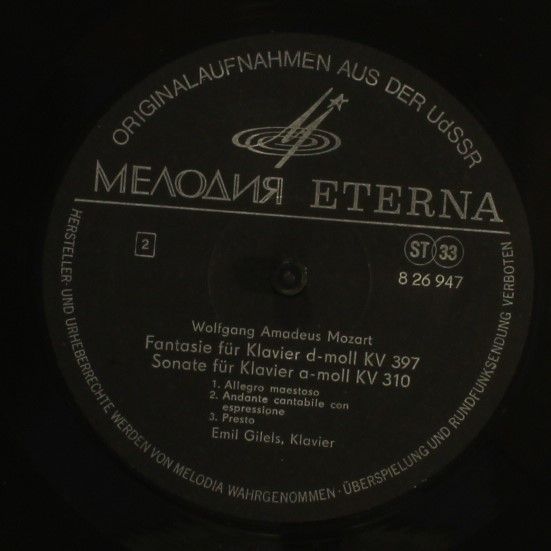 ORIGINALAUFNAHMEN AUS DER UdSSR
МЕЛОДИЯ ETERNA
2
ST 33
8 26 947
Wolfgang Amadeus Mozart
Fantasie für Klavier d-moll KV 397
Sonate für Klavier a-moll KV 310
1. Allegro maestoso
2. Andante cantabile con
espressione
3. Presto
Emil Gilels, Klavier
HERSTELLER- UND URHEBERRECHTE WERDEN VON MELODIA WAHRGENOMMEN · ÜBERSPIELUNG UND RUNDFUNKSENDUNG VERBOTEN